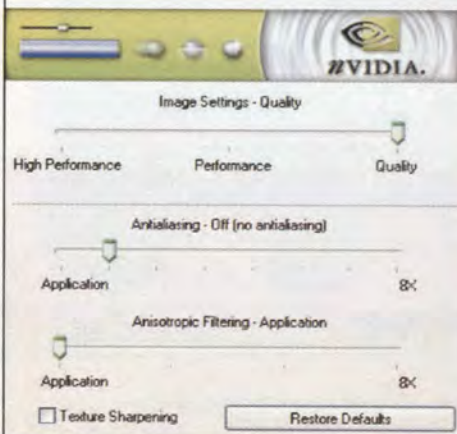 nVIDIA.
Image Settings - Quality
High Performance Performance Quality
Antialiasing - Off (no antialiasing)
Application 8X
Anisotropic Filtering - Application
Application 8X
Texture Sharpening Restore Defaults